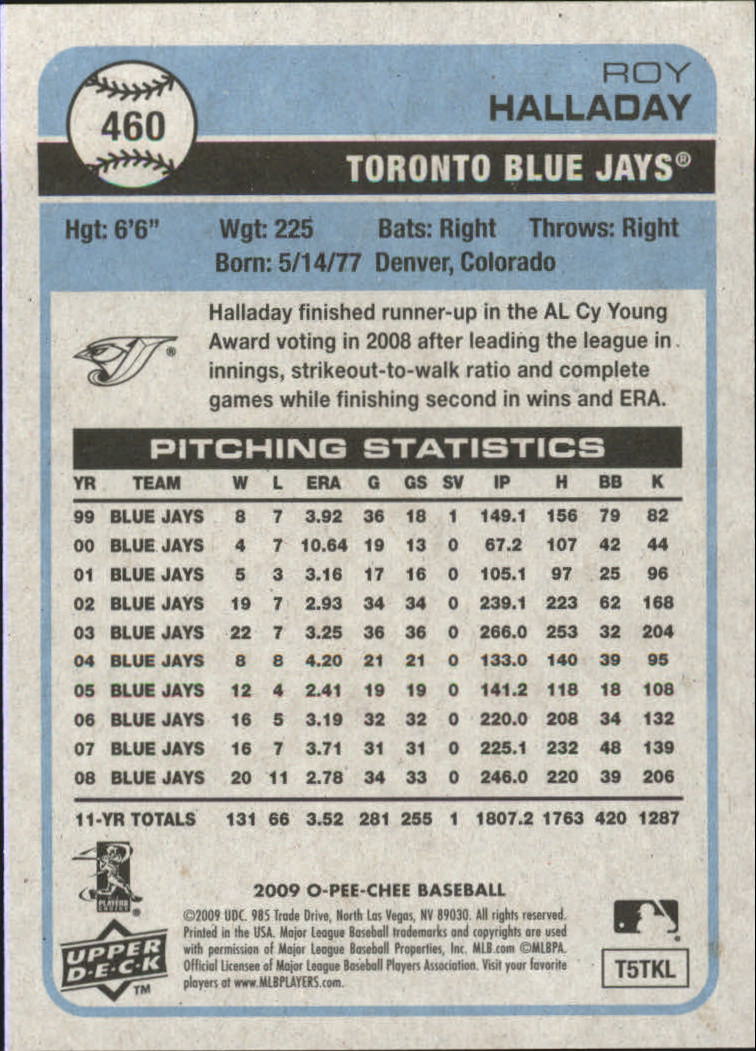 460
ROY
HALLADAY
TORONTO BLUE JAYS®
Hgt: 6'6" Wgt: 225 Bats: Right Throws: Right
Born: 5/14/77 Denver, Colorado
Halladay finished runner-up in the AL Cy Young
Award voting in 2008 after leading the league in
innings, strikeout-to-walk ratio and complete
games while finishing second in wins and ERA.
®
PITCHING STATISTICS
YR TEAM W L ERA G GS SV IP H BB K
99 BLUE JAYS 8 7 3.92 36 18 1 149.1 156 79 82
00 BLUE JAYS 4 7 10.64 19 13 0 67.2 107 42 44
01 BLUE JAYS 5 3 3.16 17 16 0 105.1 97 25 96
02 BLUE JAYS 19 7 2.93 34 34 0 239.1 223 62 168
03 BLUE JAYS 22 7 3.25 36 36 0 266.0 253 32 204
04 BLUE JAYS 8 8 4.20 21 21 0 133.0 140 39 95
05 BLUE JAYS 12 4 2.41 19 19 0 141.2 118 18 108
06 BLUE JAYS 16 5 3.19 32 32 0 220.0 208 34 132
07 BLUE JAYS 16 7 3.71 31 31 0 225.1 232 48 139
08 BLUE JAYS 20 11 2.78 34 33 0 246.0 220 39 206
11-YR TOTALS 131 66 3.52 281 255 1 1807.2 1763 420 1287
PLAYERS
CHOICE ®
2009 O-PEE-CHEE BASEBALL
©2009 UDC. 985 Trade Drive, North Las Vegas, NV 89030. All rights reserved.
Printed in the USA. Major League Baseball trademarks and copyrights are used
with permission of Major League Baseball Properties, Inc. MLB.com ©MLBPA.
Official Licensee of Major League Baseball Players Association. Visit your favorite
players at www.MLBPLAYERS.com.
UPPER
D·E·C·K
TM
T5TKL